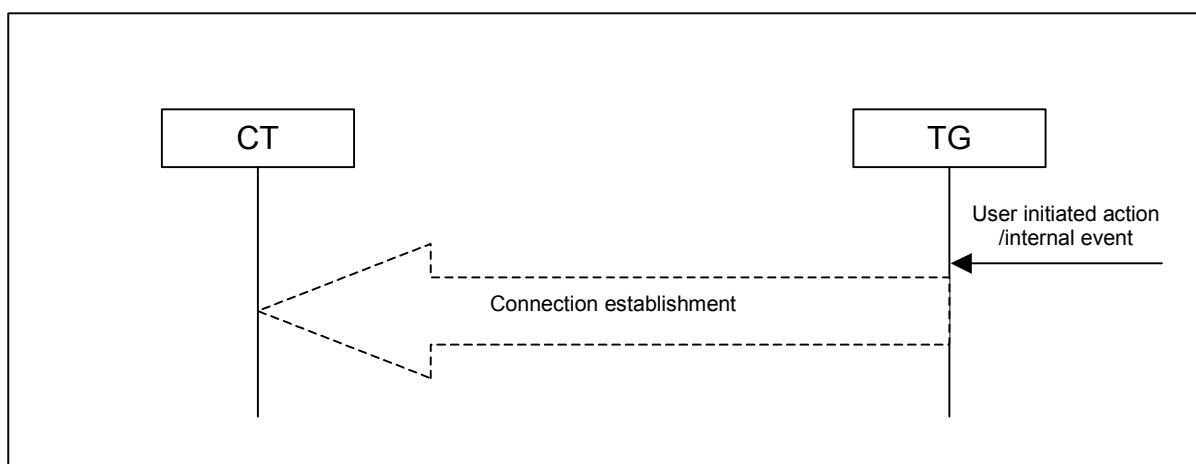 CT
TG
User initiated action
/internal event
Connection establishment